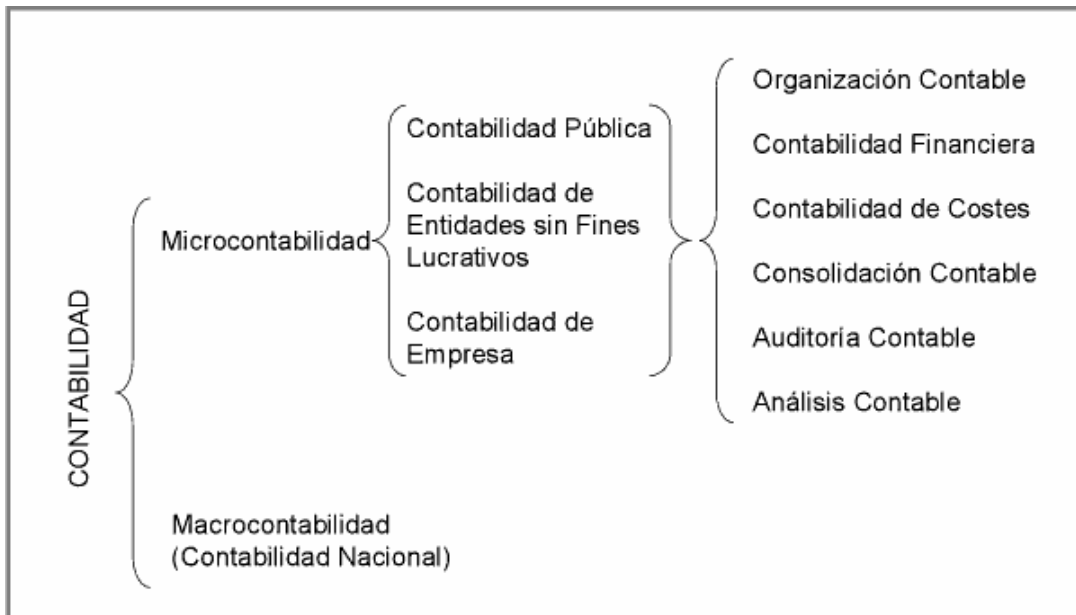 CONTABILIDAD
Microcontabilidad
Contabilidad Pública
Contabilidad de
Entidades sin Fines
Lucrativos
Contabilidad de
Empresa
Organización Contable
Contabilidad Financiera
Contabilidad de Costes
Consolidación Contable
Auditoría Contable
Análisis Contable
Macrocontabilidad
(Contabilidad Nacional)